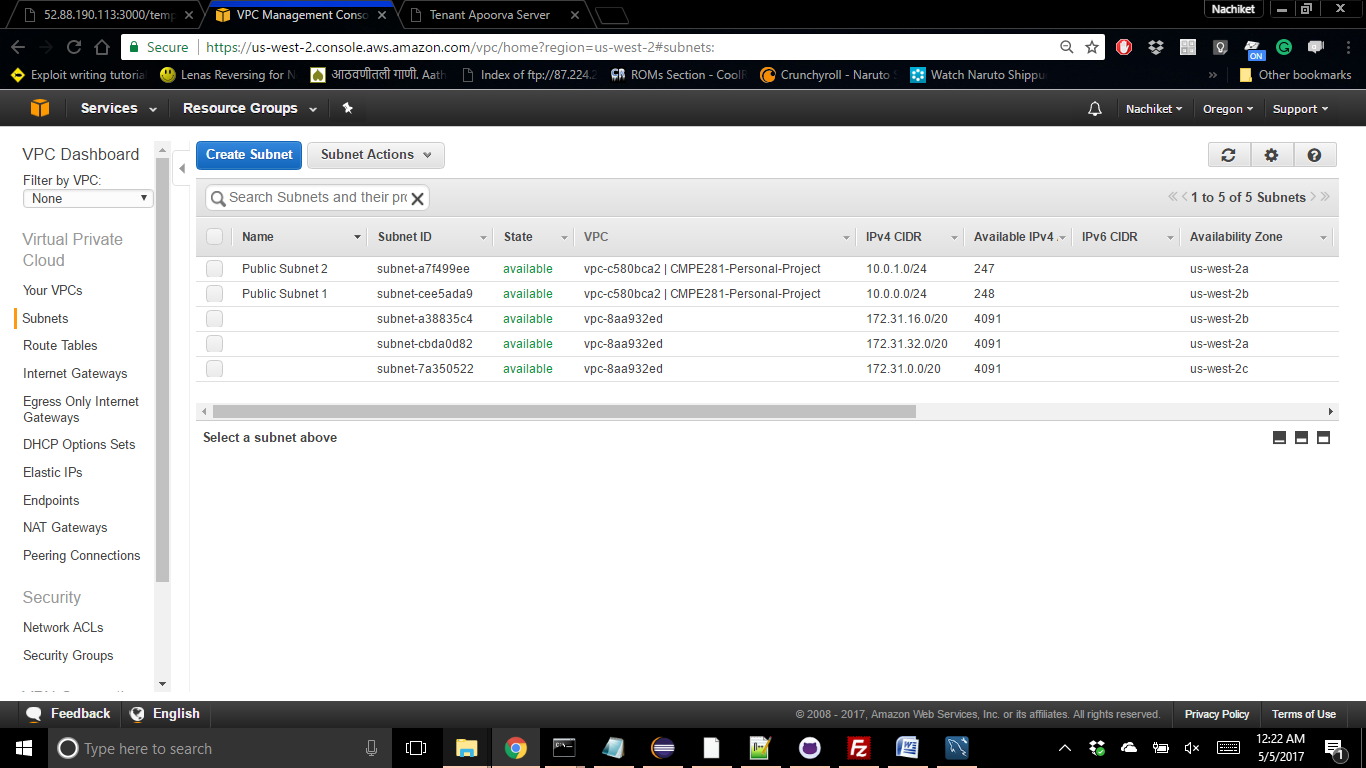 Nachiket
52.88.190.113:3000/temp
VPC Management Conso
Tenant Apoorva Server
Secure
https://us-west-2.console.aws.amazon.com/vpc/home?region=us-west-2#subnets:
ON
Exploit writing tutorial
Lenas Reversing for N
आठवणीतली गाणी. Aath
Index of ftp://87.224.2
ROMs Section - CoolR
Crunchyroll - Naruto S
Watch Naruto Shippu
»
Other bookmarks
Services
Resource Groups
Nachiket
Oregon
Support
VPC Dashboard
Filter by VPC:
None
Virtual Private
Cloud
Your VPCs
Subnets
Route Tables
Internet Gateways
Egress Only Internet
Gateways
DHCP Options Sets
Elastic IPs
Endpoints
NAT Gateways
Peering Connections
Security
Network ACLs
Security Groups
Create Subnet
Subnet Actions
Search Subnets and their pro
1 to 5 of 5 Subnets
Name Subnet ID State VPC IPv4 CIDR Available IPv4 . IPv6 CIDR Availability Zone
Public Subnet 2 subnet-a7f499ee available vpc-c580bca2 | CMPE281-Personal-Project 10.0.1.0/24 247 us-west-2a
Public Subnet 1 subnet-cee5ada9 available vpc-c580bca2 | CMPE281-Personal-Project 10.0.0.0/24 248 us-west-2b
subnet-a38835c4 available vpc-8aa932ed 172.31.16.0/20 4091 us-west-2b
subnet-cbda0d82 available vpc-8aa932ed 172.31.32.0/20 4091 us-west-2a
subnet-7a350522 available vpc-8aa932ed 172.31.0.0/20 4091 us-west-2c
Select a subnet above
Feedback
English
© 2008 - 2017, Amazon Web Services, Inc. or its affiliates. All rights reserved.
Privacy Policy
Terms of Use
Type here to search
12:22 AM
5/5/2017
1